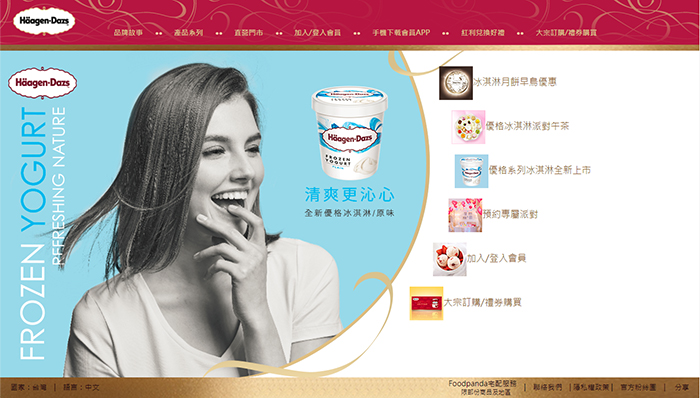 Häagen-Dazs
品牌故事
產品系列
直營門市
加入/登入會員
手機下載會員APP
紅利兌換好禮
大宗訂購/禮券購買
Häagen-Dazs
FROZEN YOGURT
REFRESHING NATURE
Häagen-Dazs
FROZEN
YOGURT
清爽更沁心
全新優格冰淇淋/原味
冰淇淋月餅早鳥優惠
優格冰淇淋派對午茶
優格系列冰淇淋全新上市
預約專屬派對
加入/登入會員
大宗訂購/禮券購買
國家：台灣 | 語言：中文
Foodpanda宅配服務
限部份商品及地區
| 聯絡我們 | 隱私權政策 | 官方粉絲團 | 分享